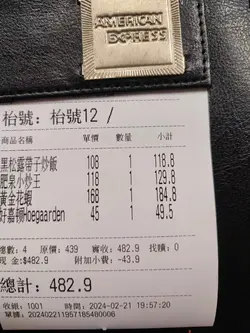 AMERICAN
EXPRESS
枱號：枱號12 /
商品名稱 單價 數量 小計
黑松露帶子炒飯 108 1 118.8
肥泉小炒王 118 1 129.8
黃金花蝦 168 1 184.8
好嘉頓Hoegaarden 45 1 49.5
總數：4 原價：439 實收：482.9 找續：0
現金:$482.9 附加小費：-43.9
總計：482.9
收銀：1001 時間：2024-02-21 19:57:20
單據：20240221195718548006